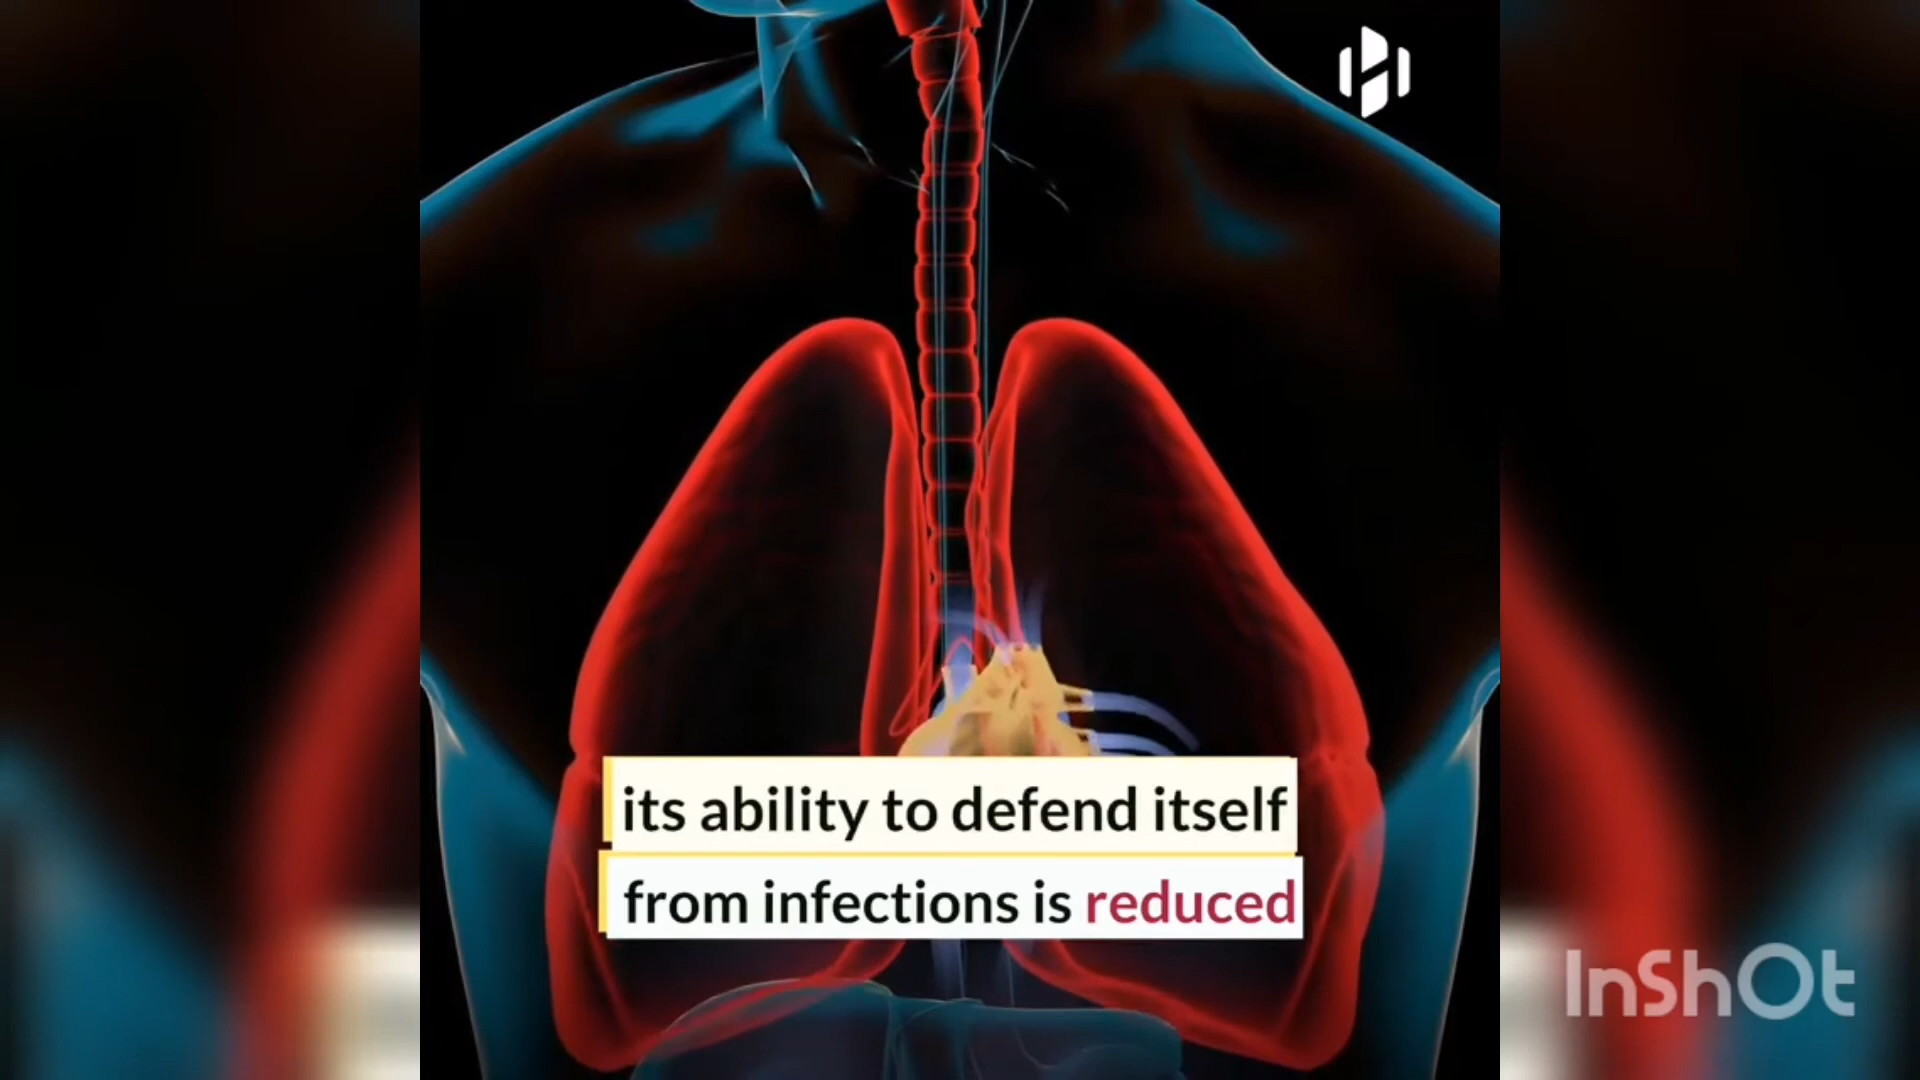 its ability to defend itself
from infections is reduced
InShOt